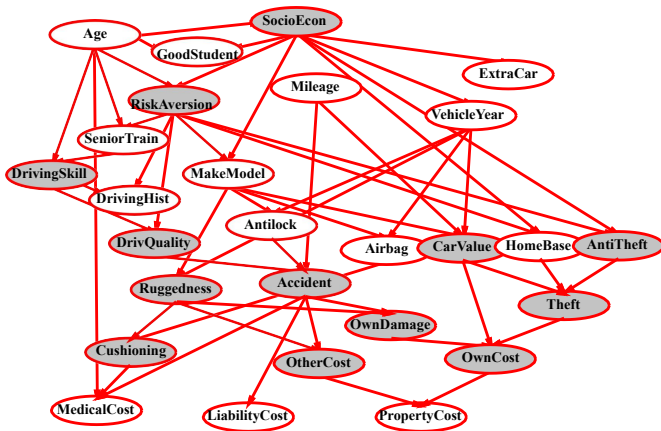 SocioEcon
Age
GoodStudent
ExtraCar
Mileage
RiskAversion
VehicleYear
SeniorTrain
DrivingSkill
MakeModel
DrivingHist
Antilock
DrivQuality
Airbag
CarValue
HomeBase
AntiTheft
Ruggedness
Accident
Theft
OwnDamage
Cushioning
OtherCost
OwnCost
MedicalCost
LiabilityCost
PropertyCost